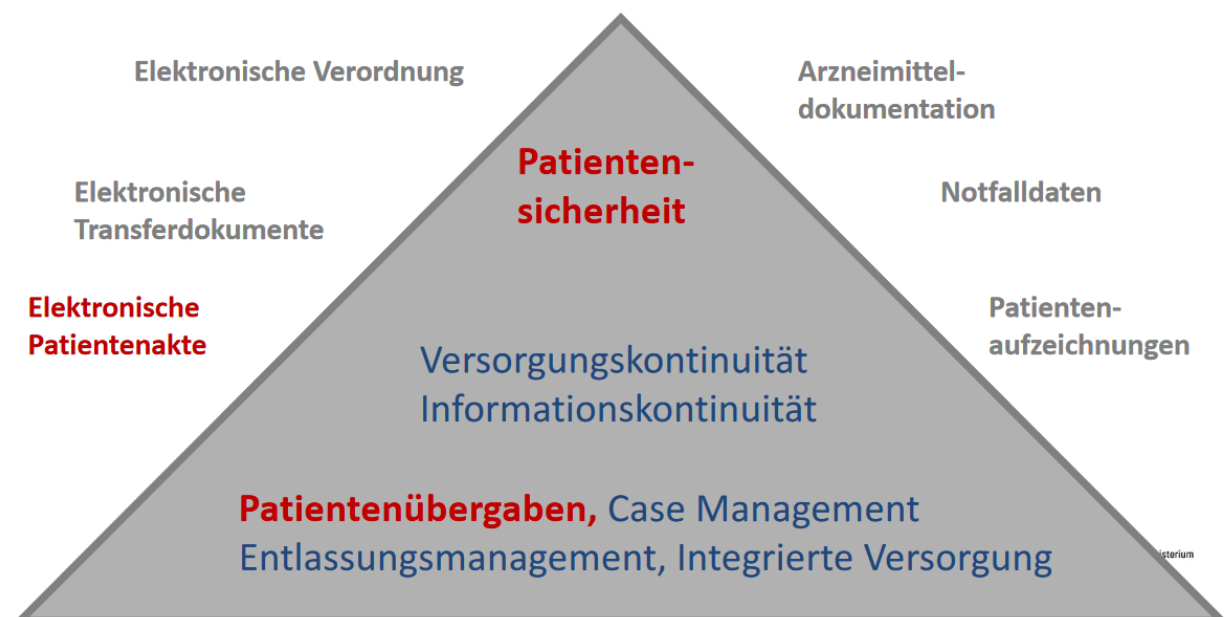 Elektronische Verordnung
Arzneimittel-
dokumentation
Patienten-
sicherheit
Elektronische
Transferdokumente
Notfalldaten
Elektronische
Patientenakte
Patienten-
aufzeichnungen
Versorgungskontinuität
Informationskontinuität
Patientenübergaben, Case Management
Entlassungsmanagement, Integrierte Versorgung